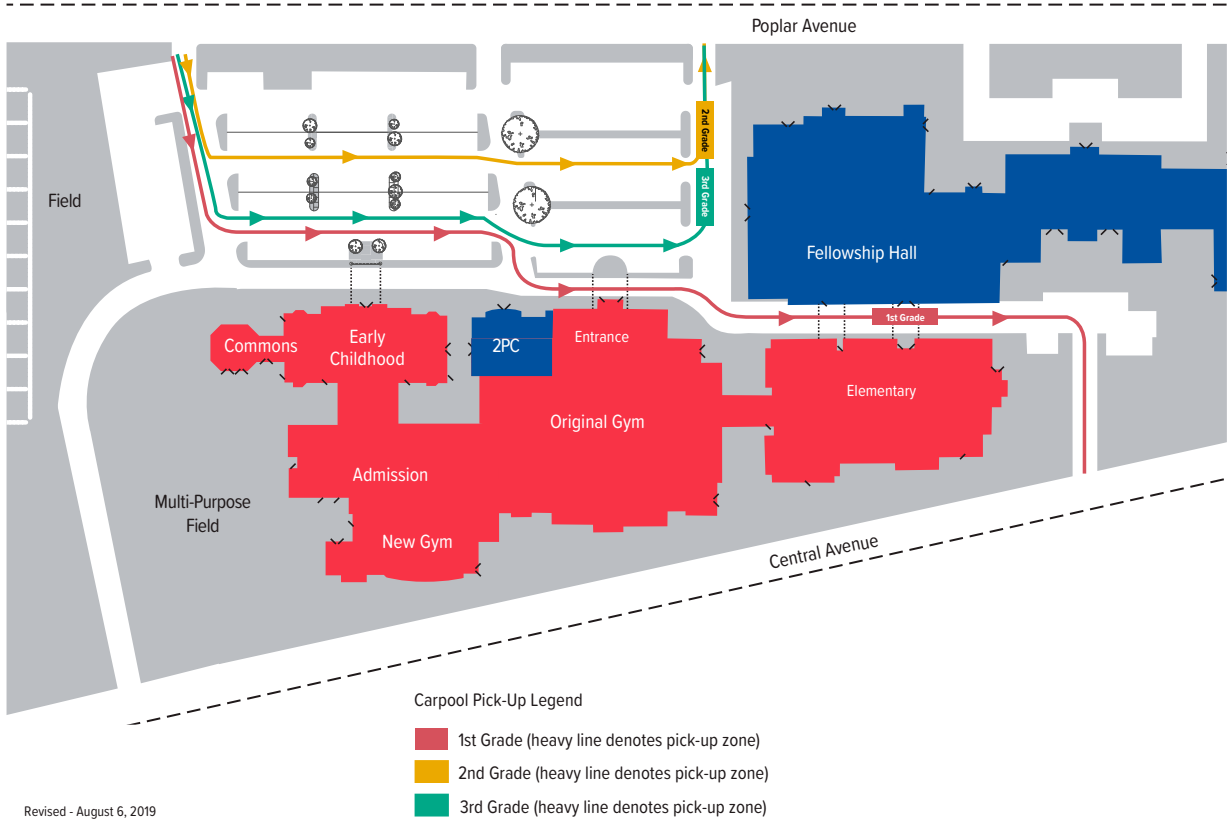 Poplar Avenue
2nd Grade
3rd Grade
Field
Fellowship Hall
1st Grade
Commons
Early
Childhood
2PC
Entrance
Elementary
Original Gym
Admission
Multi-Purpose
Field
New Gym
Central Avenue
Carpool Pick-Up Legend
1st Grade (heavy line denotes pick-up zone)
2nd Grade (heavy line denotes pick-up zone)
3rd Grade (heavy line denotes pick-up zone)
Revised - August 6, 2019